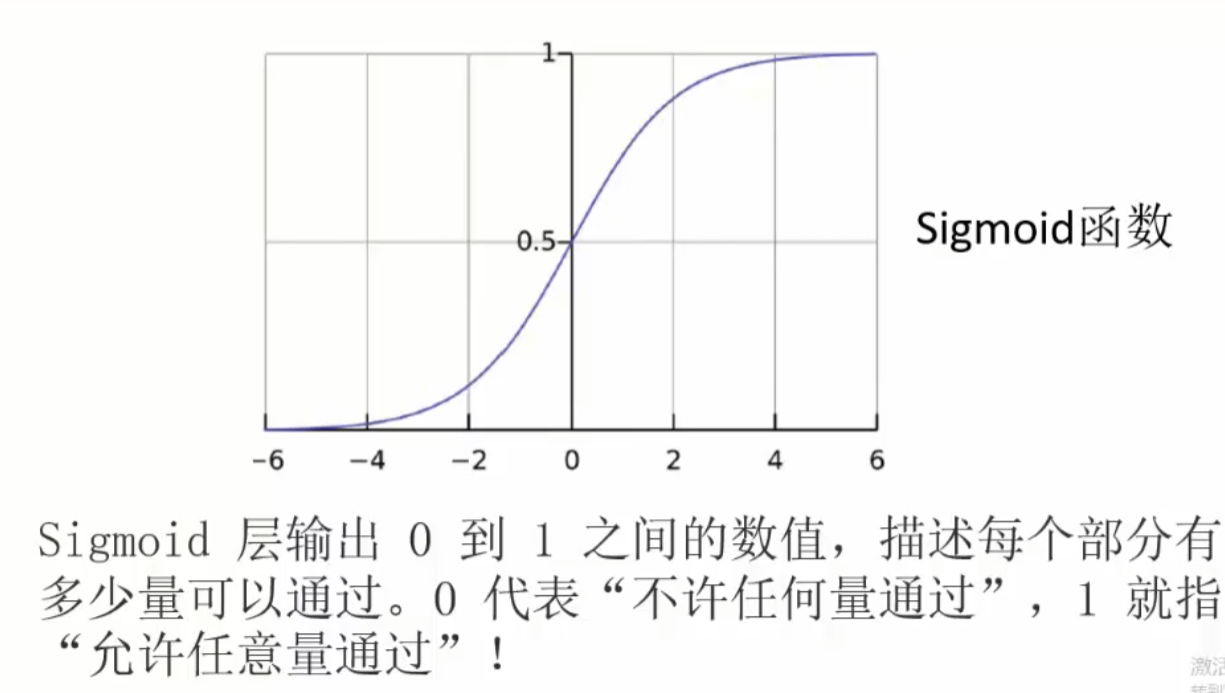 1
0.5
Sigmoid函数
−6 −4 −2 0 2 4 6
Sigmoid 层输出 0 到 1 之间的数值，描述每个部分有
多少量可以通过。0 代表“不许任何量通过”，1 就指
“允许任意量通过”！
激活